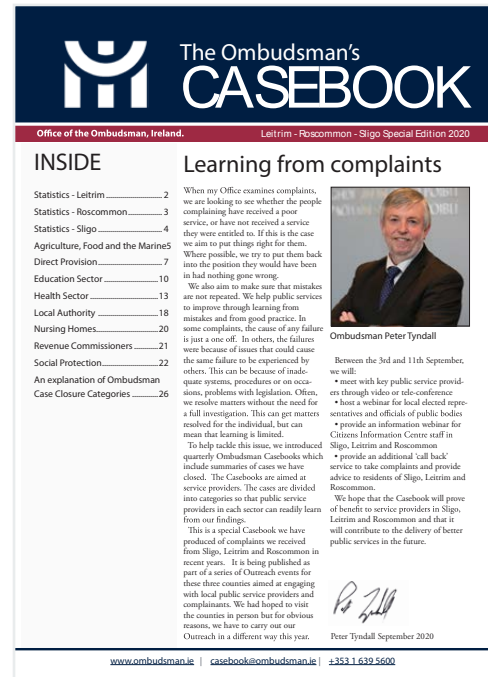 The Ombudsman's
CASEBOOK
Office of the Ombudsman, Ireland.
Leitrim - Roscommon - Sligo Special Edition 2020
INSIDE
Statistics - Leitrim 2
Statistics - Roscommon 3
Statistics - Sligo 4
Agriculture, Food and the Marine5
Direct Provision 7
Education Sector 10
Health Sector 13
Local Authority 18
Nursing Homes 20
Revenue Commissioners 21
Social Protection 22
An explanation of Ombudsman
Case Closure Categories 26
Learning from complaints
When my Office examines complaints,
we are looking to see whether the people
complaining have received a poor
service, or have not received a service
they were entitled to. If this is the case
we aim to put things right for them.
Where possible, we try to put them back
into the position they would have been
in had nothing gone wrong.
We also aim to make sure that mistakes
are not repeated. We help public services
to improve through learning from
mistakes and from good practice. In
some complaints, the cause of any failure
is just a one off. In others, the failures
were because of issues that could cause
the same failure to be experienced by
others. This can be because of inade-
quate systems, procedures or on occa-
sions, problems with legislation. Often,
we resolve matters without the need for
a full investigation. This can get matters
resolved for the individual, but can
mean that learning is limited.
To help tackle this issue, we introduced
quarterly Ombudsman Casebooks which
include summaries of cases we have
closed. The Casebooks are aimed at
service providers. The cases are divided
into categories so that public service
providers in each sector can readily learn
from our findings.
This is a special Casebook we have
produced of complaints we received
from Sligo, Leitrim and Roscommon in
recent years. It is being published as
part of a series of Outreach events for
these three counties aimed at engaging
with local public service providers and
complainants. We had hoped to visit
the counties in person but for obvious
reasons, we have to carry out our
Outreach in a different way this year.
Ombudsman Peter Tyndall
Between the 3rd and 11th September,
we will:
• meet with key public service provid-
ers through video or tele-conference
• host a webinar for local elected repre-
sentatives and officials of public bodies
• provide an information webinar for
Citizens Information Centre staff in
Sligo, Leitrim and Roscommon
• provide an additional 'call back'
service to take complaints and provide
advice to residents of Sligo, Leitrim and
Roscommon.
We hope that the Casebook will prove
of benefit to service providers in Sligo,
Leitrim and Roscommon and that it
will contribute to the delivery of better
public services in the future.
Peter Tyndall September 2020
www.ombudsman.ie | casebook@ombudsman.ie | +353 1 639 5600